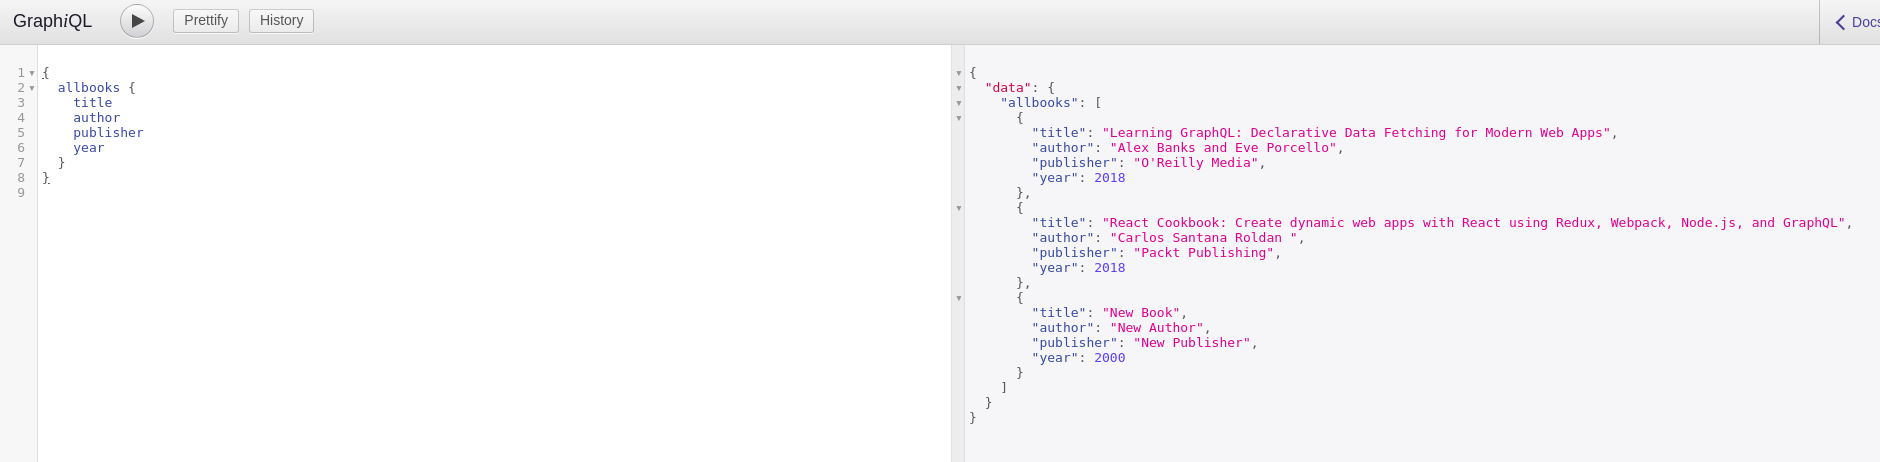 GraphiQL Prettify History Docs
1 {
2   allbooks {
3     title
4     author
5     publisher
6     year
7   }
8 }
9
{
  "data": {
    "allbooks": [
      {
        "title": "Learning GraphQL: Declarative Data Fetching for Modern Web Apps",
        "author": "Alex Banks and Eve Porcello",
        "publisher": "O'Reilly Media",
        "year": 2018
      },
      {
        "title": "React Cookbook: Create dynamic web apps with React using Redux, Webpack, Node.js, and GraphQL",
        "author": "Carlos Santana Roldan ",
        "publisher": "Packt Publishing",
        "year": 2018
      },
      {
        "title": "New Book",
        "author": "New Author",
        "publisher": "New Publisher",
        "year": 2000
      }
    ]
  }
}